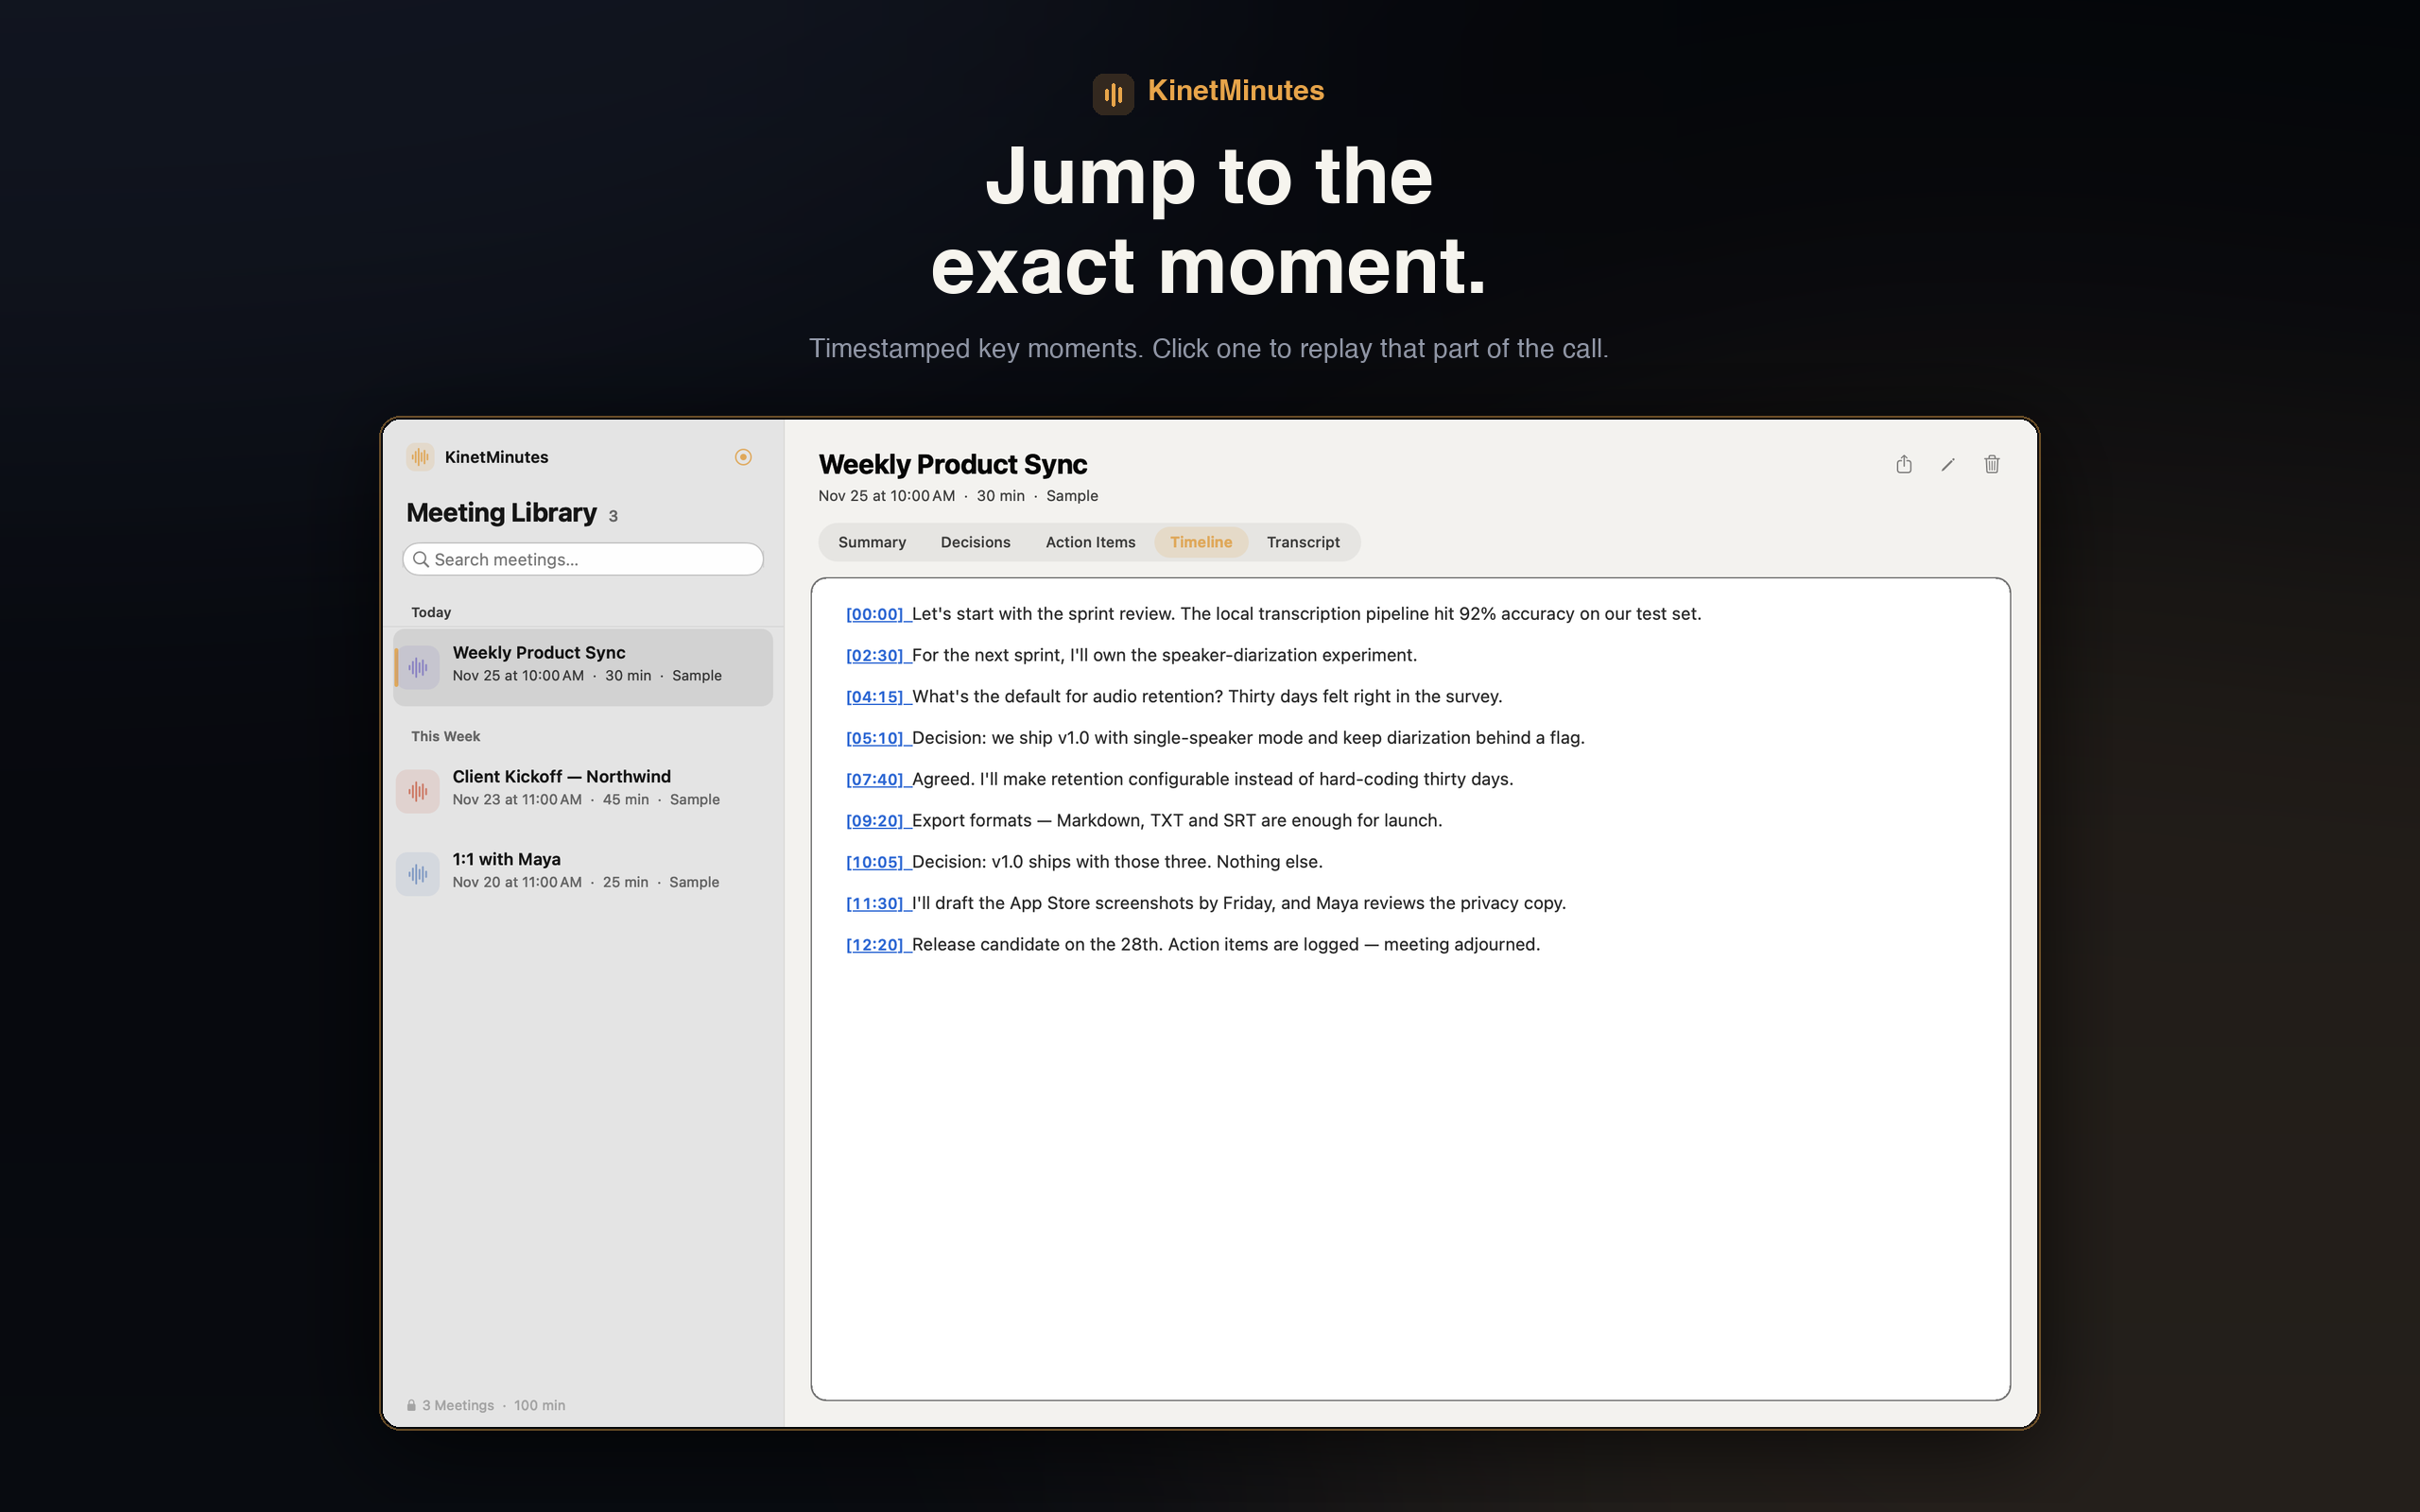 KinetMinutes
Jump to the
exact moment.
Timestamped key moments. Click one to replay that part of the call.
KinetMinutes
Meeting Library 3
Search meetings...
Today
Weekly Product Sync
Nov 25 at 10:00 AM · 30 min · Sample
This Week
Client Kickoff — Northwind
Nov 23 at 11:00 AM · 45 min · Sample
1:1 with Maya
Nov 20 at 11:00 AM · 25 min · Sample
3 Meetings · 100 min
Weekly Product Sync
Nov 25 at 10:00 AM · 30 min · Sample
Summary Decisions Action Items Timeline Transcript
[00:00] Let's start with the sprint review. The local transcription pipeline hit 92% accuracy on our test set.
[02:30] For the next sprint, I'll own the speaker-diarization experiment.
[04:15] What's the default for audio retention? Thirty days felt right in the survey.
[05:10] Decision: we ship v1.0 with single-speaker mode and keep diarization behind a flag.
[07:40] Agreed. I'll make retention configurable instead of hard-coding thirty days.
[09:20] Export formats — Markdown, TXT and SRT are enough for launch.
[10:05] Decision: v1.0 ships with those three. Nothing else.
[11:30] I'll draft the App Store screenshots by Friday, and Maya reviews the privacy copy.
[12:20] Release candidate on the 28th. Action items are logged — meeting adjourned.